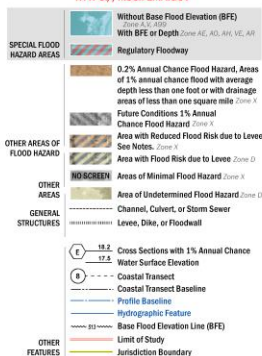 Without Base Flood Elevation (BFE)
Zone A,V, A99
With BFE or Depth Zone AE, AO, AH, VE, AR
SPECIAL FLOOD
HAZARD AREAS
Regulatory Floodway
0.2% Annual Chance Flood Hazard, Areas
of 1% annual chance flood with average
depth less than one foot or with drainage
areas of less than one square mile Zone X
Future Conditions 1% Annual
Chance Flood Hazard Zone X
Area with Reduced Flood Risk due to Levee
See Notes. Zone X
OTHER AREAS OF
FLOOD HAZARD
Area with Flood Risk due to Levee Zone D
NO SCREEN Areas of Minimal Flood Hazard Zone X
OTHER
AREAS
Area of Undetermined Flood Hazard Zone D
GENERAL
STRUCTURES
Channel, Culvert, or Storm Sewer
Levee, Dike, or Floodwall
E 18.2 Cross Sections with 1% Annual Chance
17.5 Water Surface Elevation
8 Coastal Transect
Coastal Transect Baseline
Profile Baseline
Hydrographic Feature
513 Base Flood Elevation Line (BFE)
OTHER
FEATURES
Limit of Study
Jurisdiction Boundary